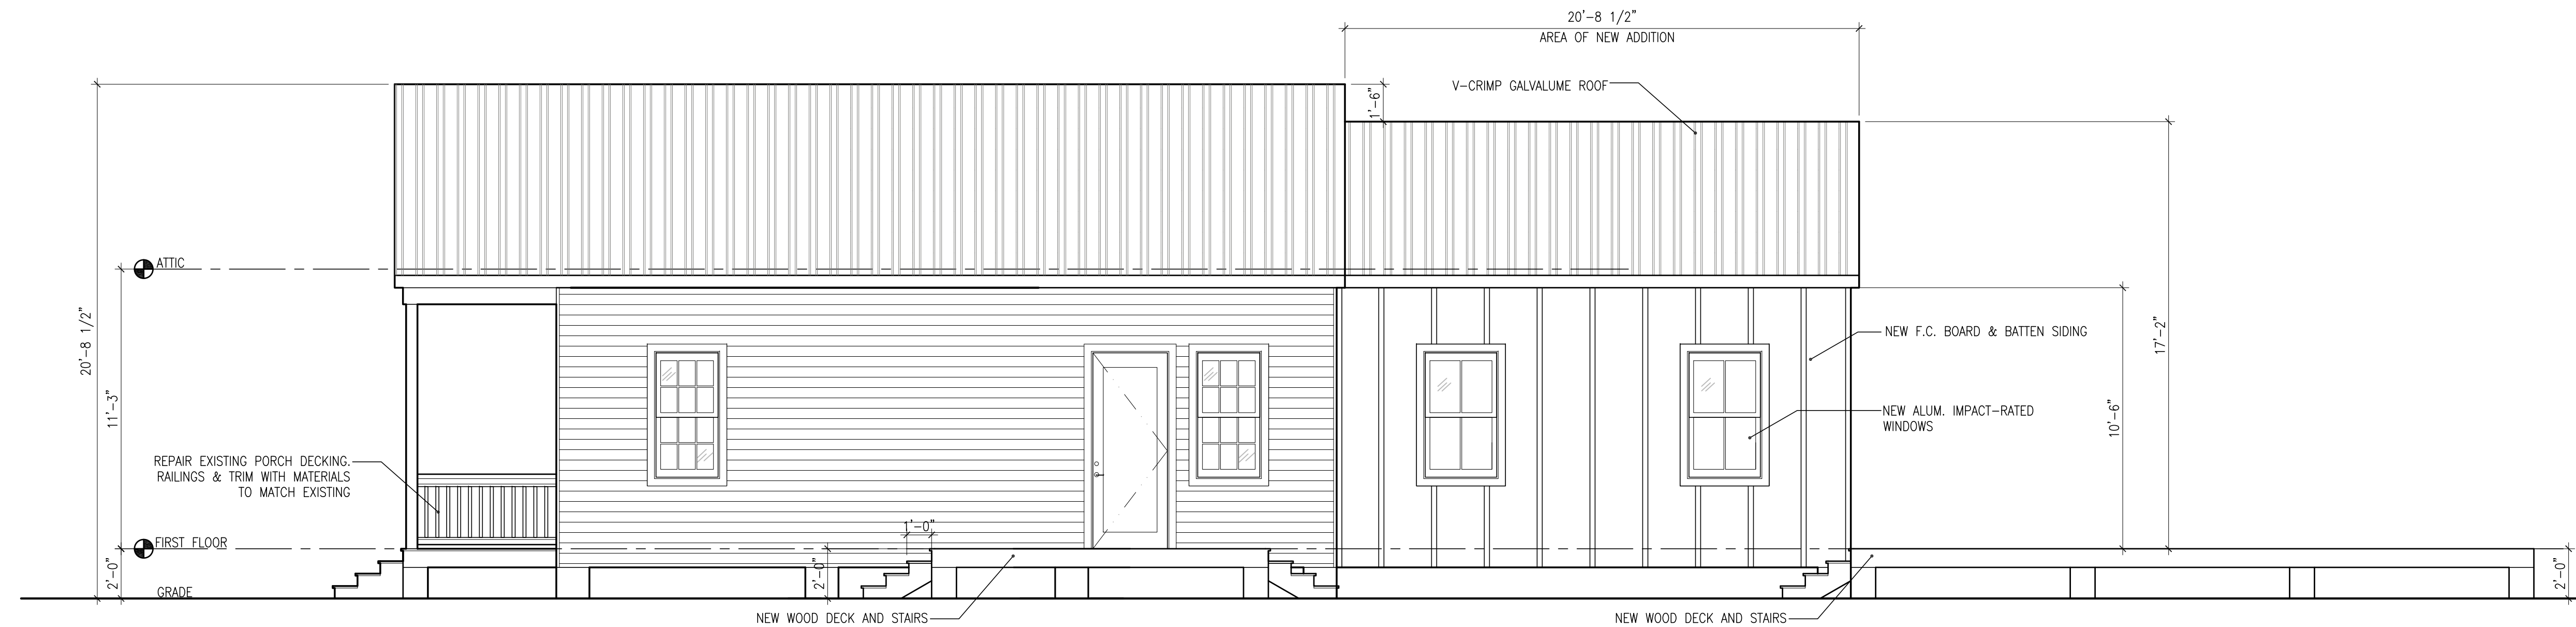 20'-8 1/2"
AREA OF NEW ADDITION
V-CRIMP GALVALUME ROOF
1'-6"
ATTIC
20'-8 1/2"
11'-3"
17'-2"
NEW F.C. BOARD & BATTEN SIDING
10'-6"
NEW ALUM. IMPACT-RATED
WINDOWS
REPAIR EXISTING PORCH DECKING.
RAILINGS & TRIM WITH MATERIALS
TO MATCH EXISTING
1'-0"
FIRST FLOOR
2'-0"
2'-0"
2'-0"
GRADE
NEW WOOD DECK AND STAIRS
NEW WOOD DECK AND STAIRS